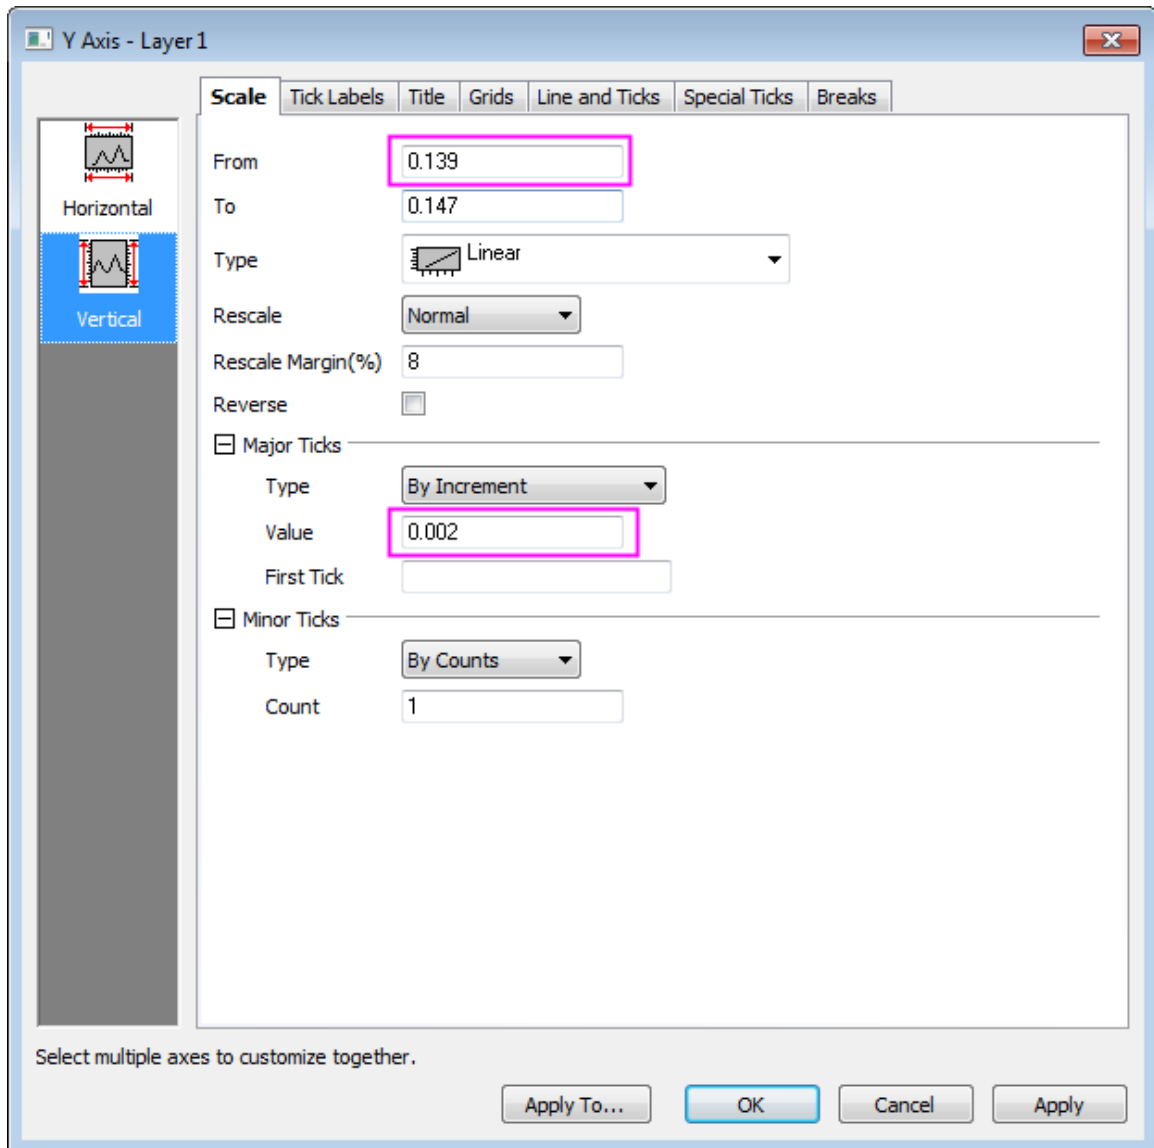 Y Axis - Layer1
Scale Tick Labels Title Grids Line and Ticks Special Ticks Breaks
Horizontal
Vertical
From 0.139
To 0.147
Type Linear
Rescale Normal
Rescale Margin(%) 8
Reverse
Major Ticks
Type By Increment
Value 0.002
First Tick
Minor Ticks
Type By Counts
Count 1
Select multiple axes to customize together.
Apply To... OK Cancel Apply